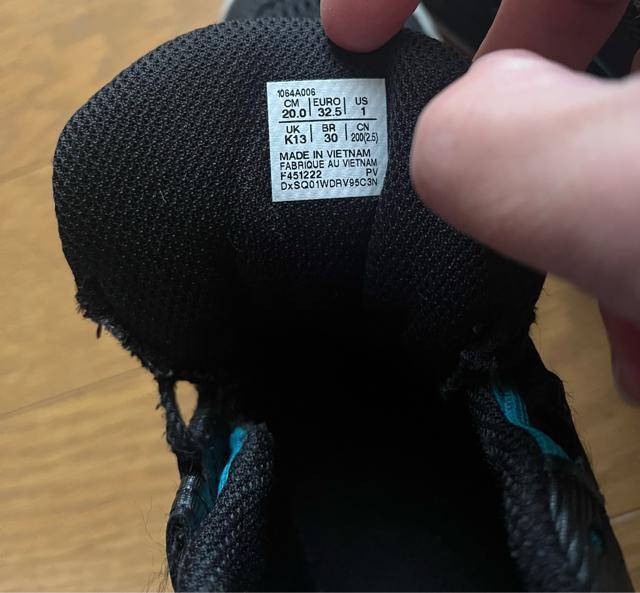 1064A006
CM EURO US
20.0 32.5 1
UK BR CN
K13 30 200(2.5)
MADE IN VIETNAM
FABRIQUE AU VIETNAM
F451222 PV
DxSQ01WDRV95C3N